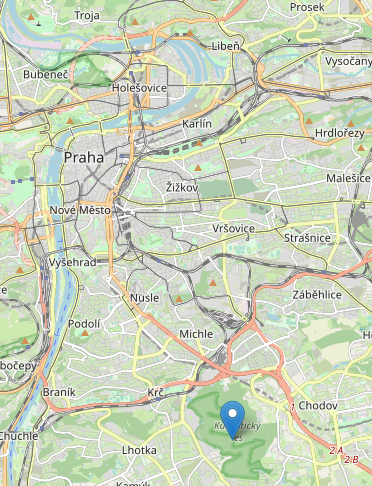 Troja
Prosek
Libeň
Vysočany
Bubeneč
Holešovice
Karlín
Hrdlořezy
Praha
Žižkov
Malešice
Nové Město
Vršovice
Strašnice
Vyšehrad
Nusle
Záběhlice
Podolí
Michle
Braník
Krč
Chodov
Chuchle
1
Lhotka
2 A
2 B